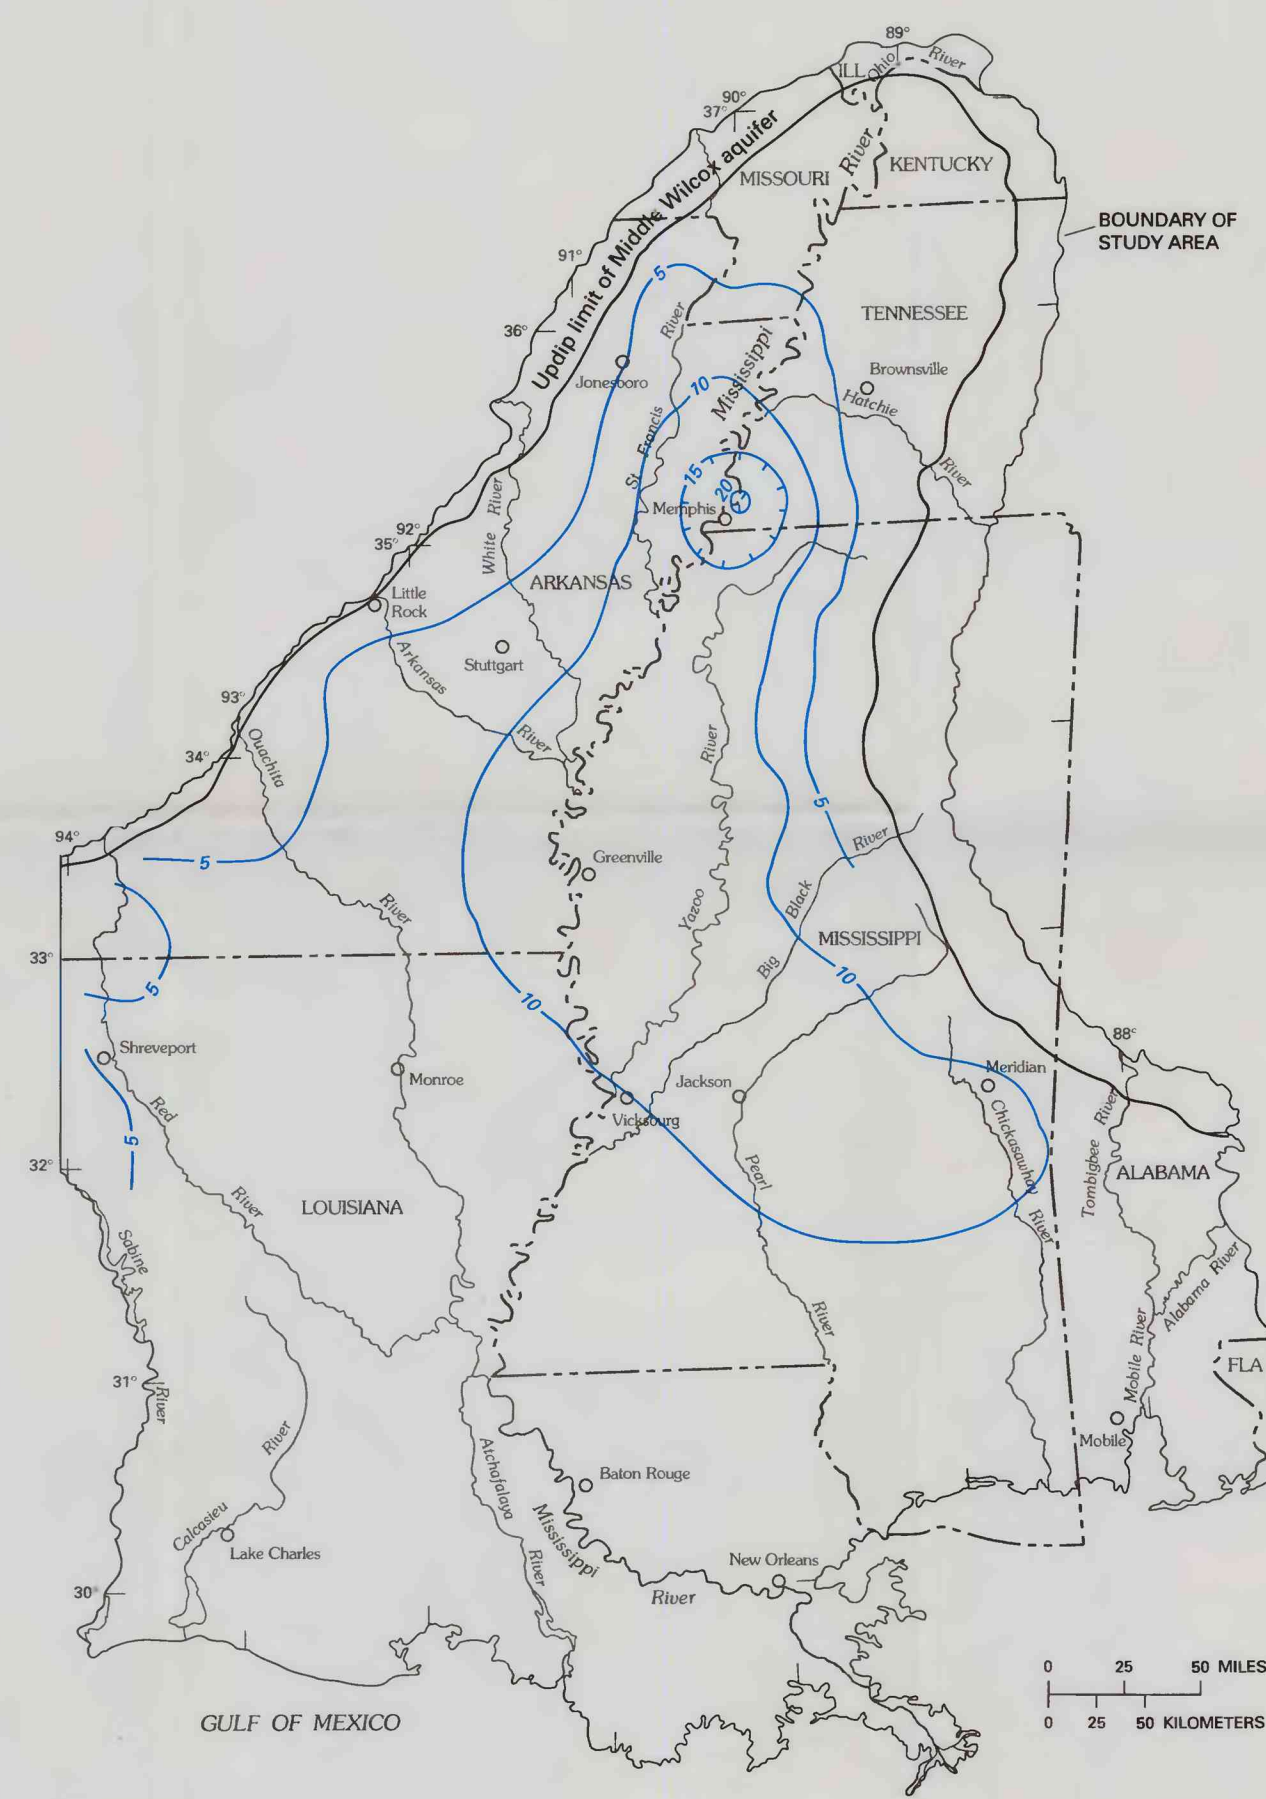 89°
ILL
Ohio
River
90°
37°
MISSOURI
River
KENTUCKY
Updip limit of Middle Wilcox aquifer
BOUNDARY OF
STUDY AREA
91°
5
36°
River
TENNESSEE
Mississippi
Jonesboro
10
Brownsville
Hatchie
River
St Francis
15
20
Memphis
92°
35°
White River
ARKANSAS
Little
Rock
Stuttgart
Arkansas
River
93°
34°
Ouachita
River
River
Yazoo
5
94°
5
Greenville
River
Black
Big
MISSISSIPPI
33°
5
10
10
Shreveport
Monroe
Jackson
Vicksburg
Meridian
88°
Red
River
5
32°
LOUISIANA
Pearl
River
Chickasawhay
River
Tombigbee River
ALABAMA
Sabine
River
Alabama River
Mobile River
FLA
31°
River
Calcasieu
Atchafalaya
River
Baton Rouge
Mobile
Lake Charles
Mississippi
River
New Orleans
30°
GULF OF MEXICO
0 25 50 MILES
0 25 50 KILOMETERS